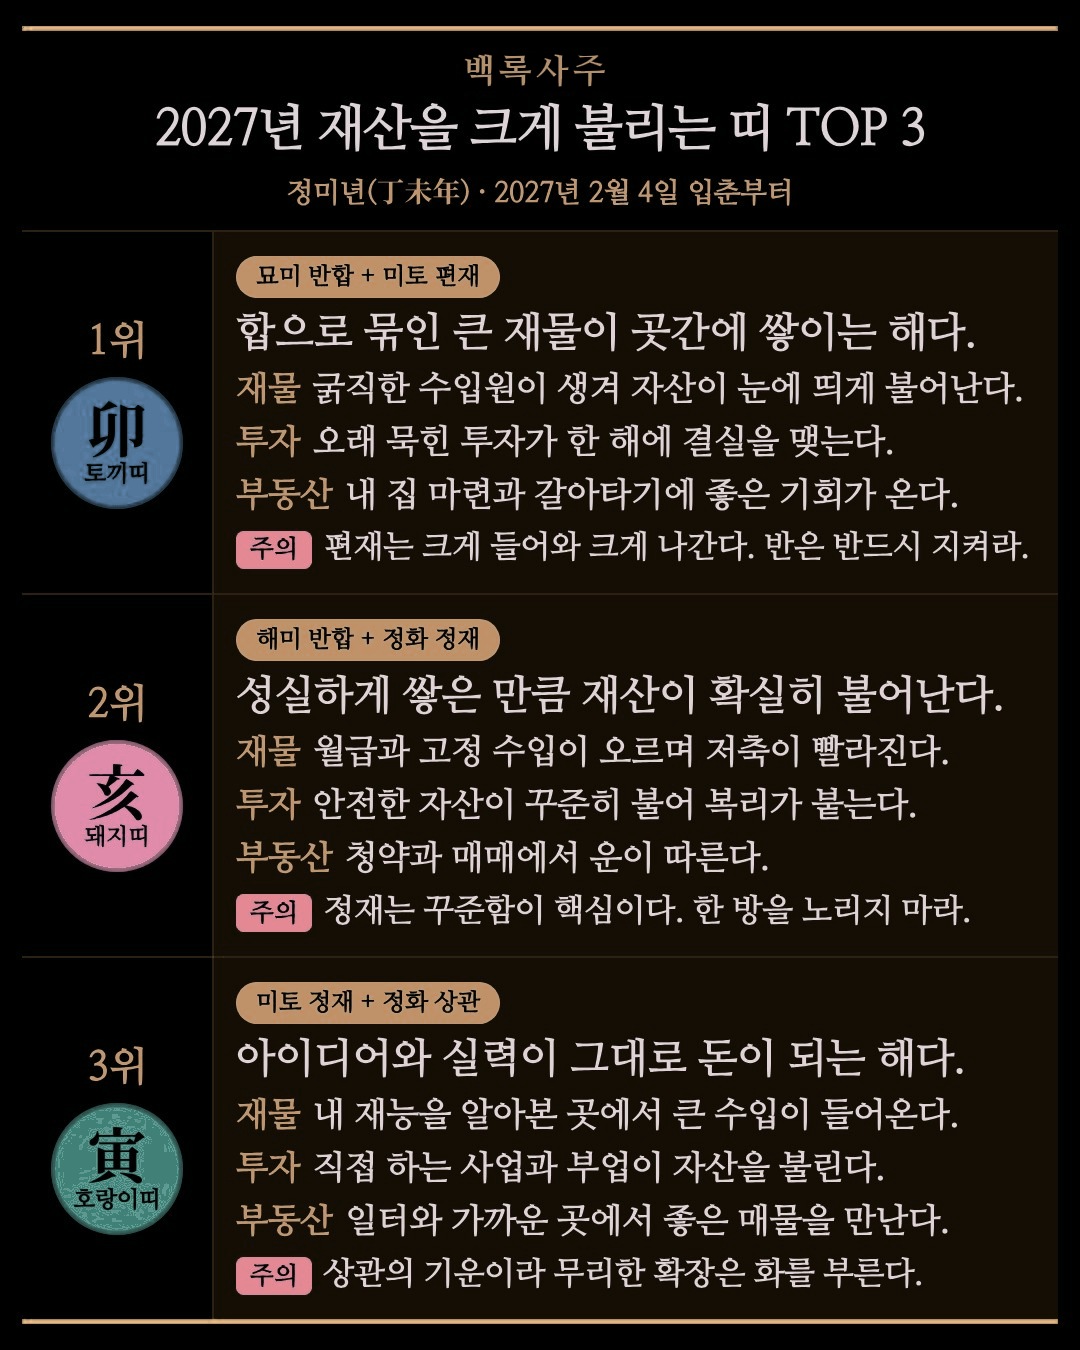 백록사주
2027년 재산을 크게 불리는 띠 TOP 3
정미년(丁未年) · 2027년 2월 4일 입춘부터
1위
卯
토끼띠
묘미 반합 + 미토 편재
합으로 묶인 큰 재물이 곳간에 쌓이는 해다.
재물 굵직한 수입원이 생겨 자산이 눈에 띄게 불어난다.
투자 오래 묵힌 투자가 한 해에 결실을 맺는다.
부동산 내 집 마련과 갈아타기에 좋은 기회가 온다.
주의 편재는 크게 들어와 크게 나간다. 반은 반드시 지켜라.
2위
亥
돼지띠
해미 반합 + 정화 정재
성실하게 쌓은 만큼 재산이 확실히 불어난다.
재물 월급과 고정 수입이 오르며 저축이 빨라진다.
투자 안전한 자산이 꾸준히 불어 복리가 붙는다.
부동산 청약과 매매에서 운이 따른다.
주의 정재는 꾸준함이 핵심이다. 한 방을 노리지 마라.
3위
寅
호랑이띠
미토 정재 + 정화 상관
아이디어와 실력이 그대로 돈이 되는 해다.
재물 내 재능을 알아본 곳에서 큰 수입이 들어온다.
투자 직접 하는 사업과 부업이 자산을 불린다.
부동산 일터와 가까운 곳에서 좋은 매물을 만난다.
주의 상관의 기운이라 무리한 확장은 화를 부른다.